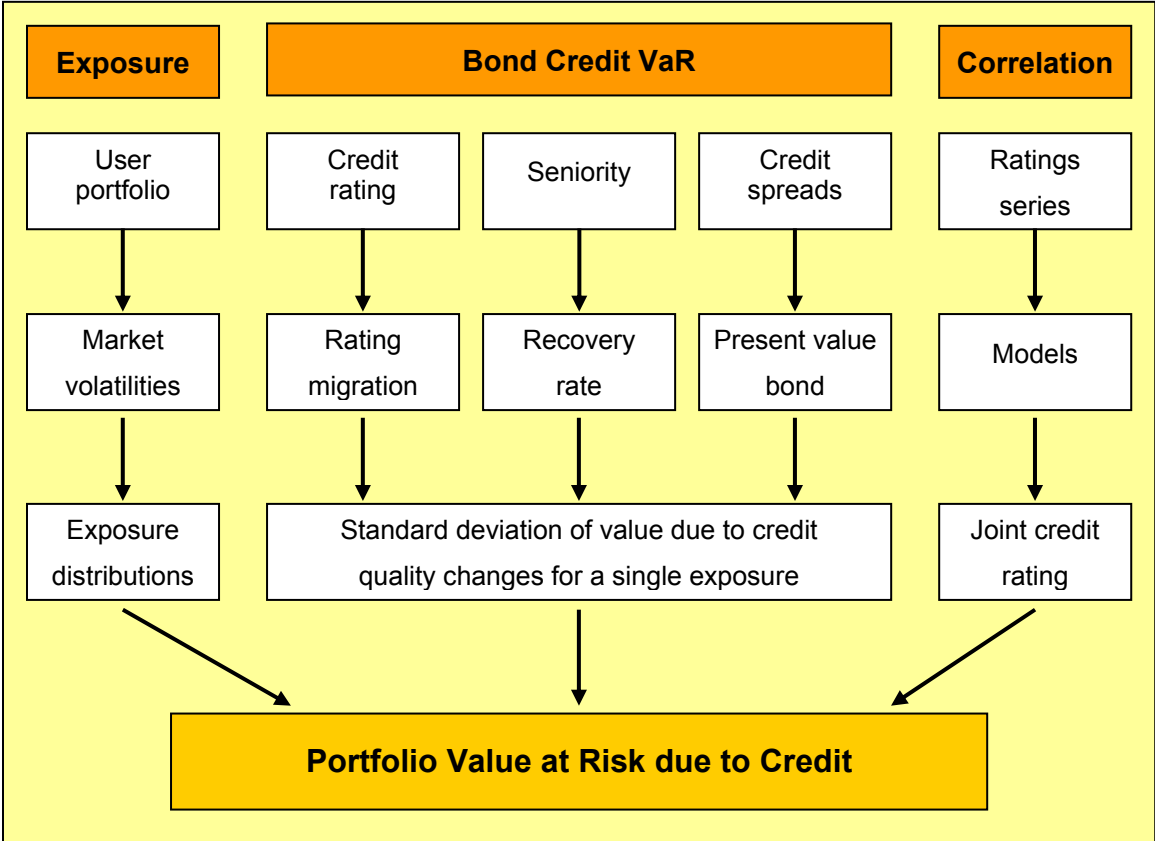 Exposure
Bond Credit VaR
Correlation
User
portfolio
Credit
rating
Seniority
Credit
spreads
Ratings
series
Market
volatilities
Rating
migration
Recovery
rate
Present value
bond
Models
Exposure
distributions
Standard deviation of value due to credit
quality changes for a single exposure
Joint credit
rating
Portfolio Value at Risk due to Credit